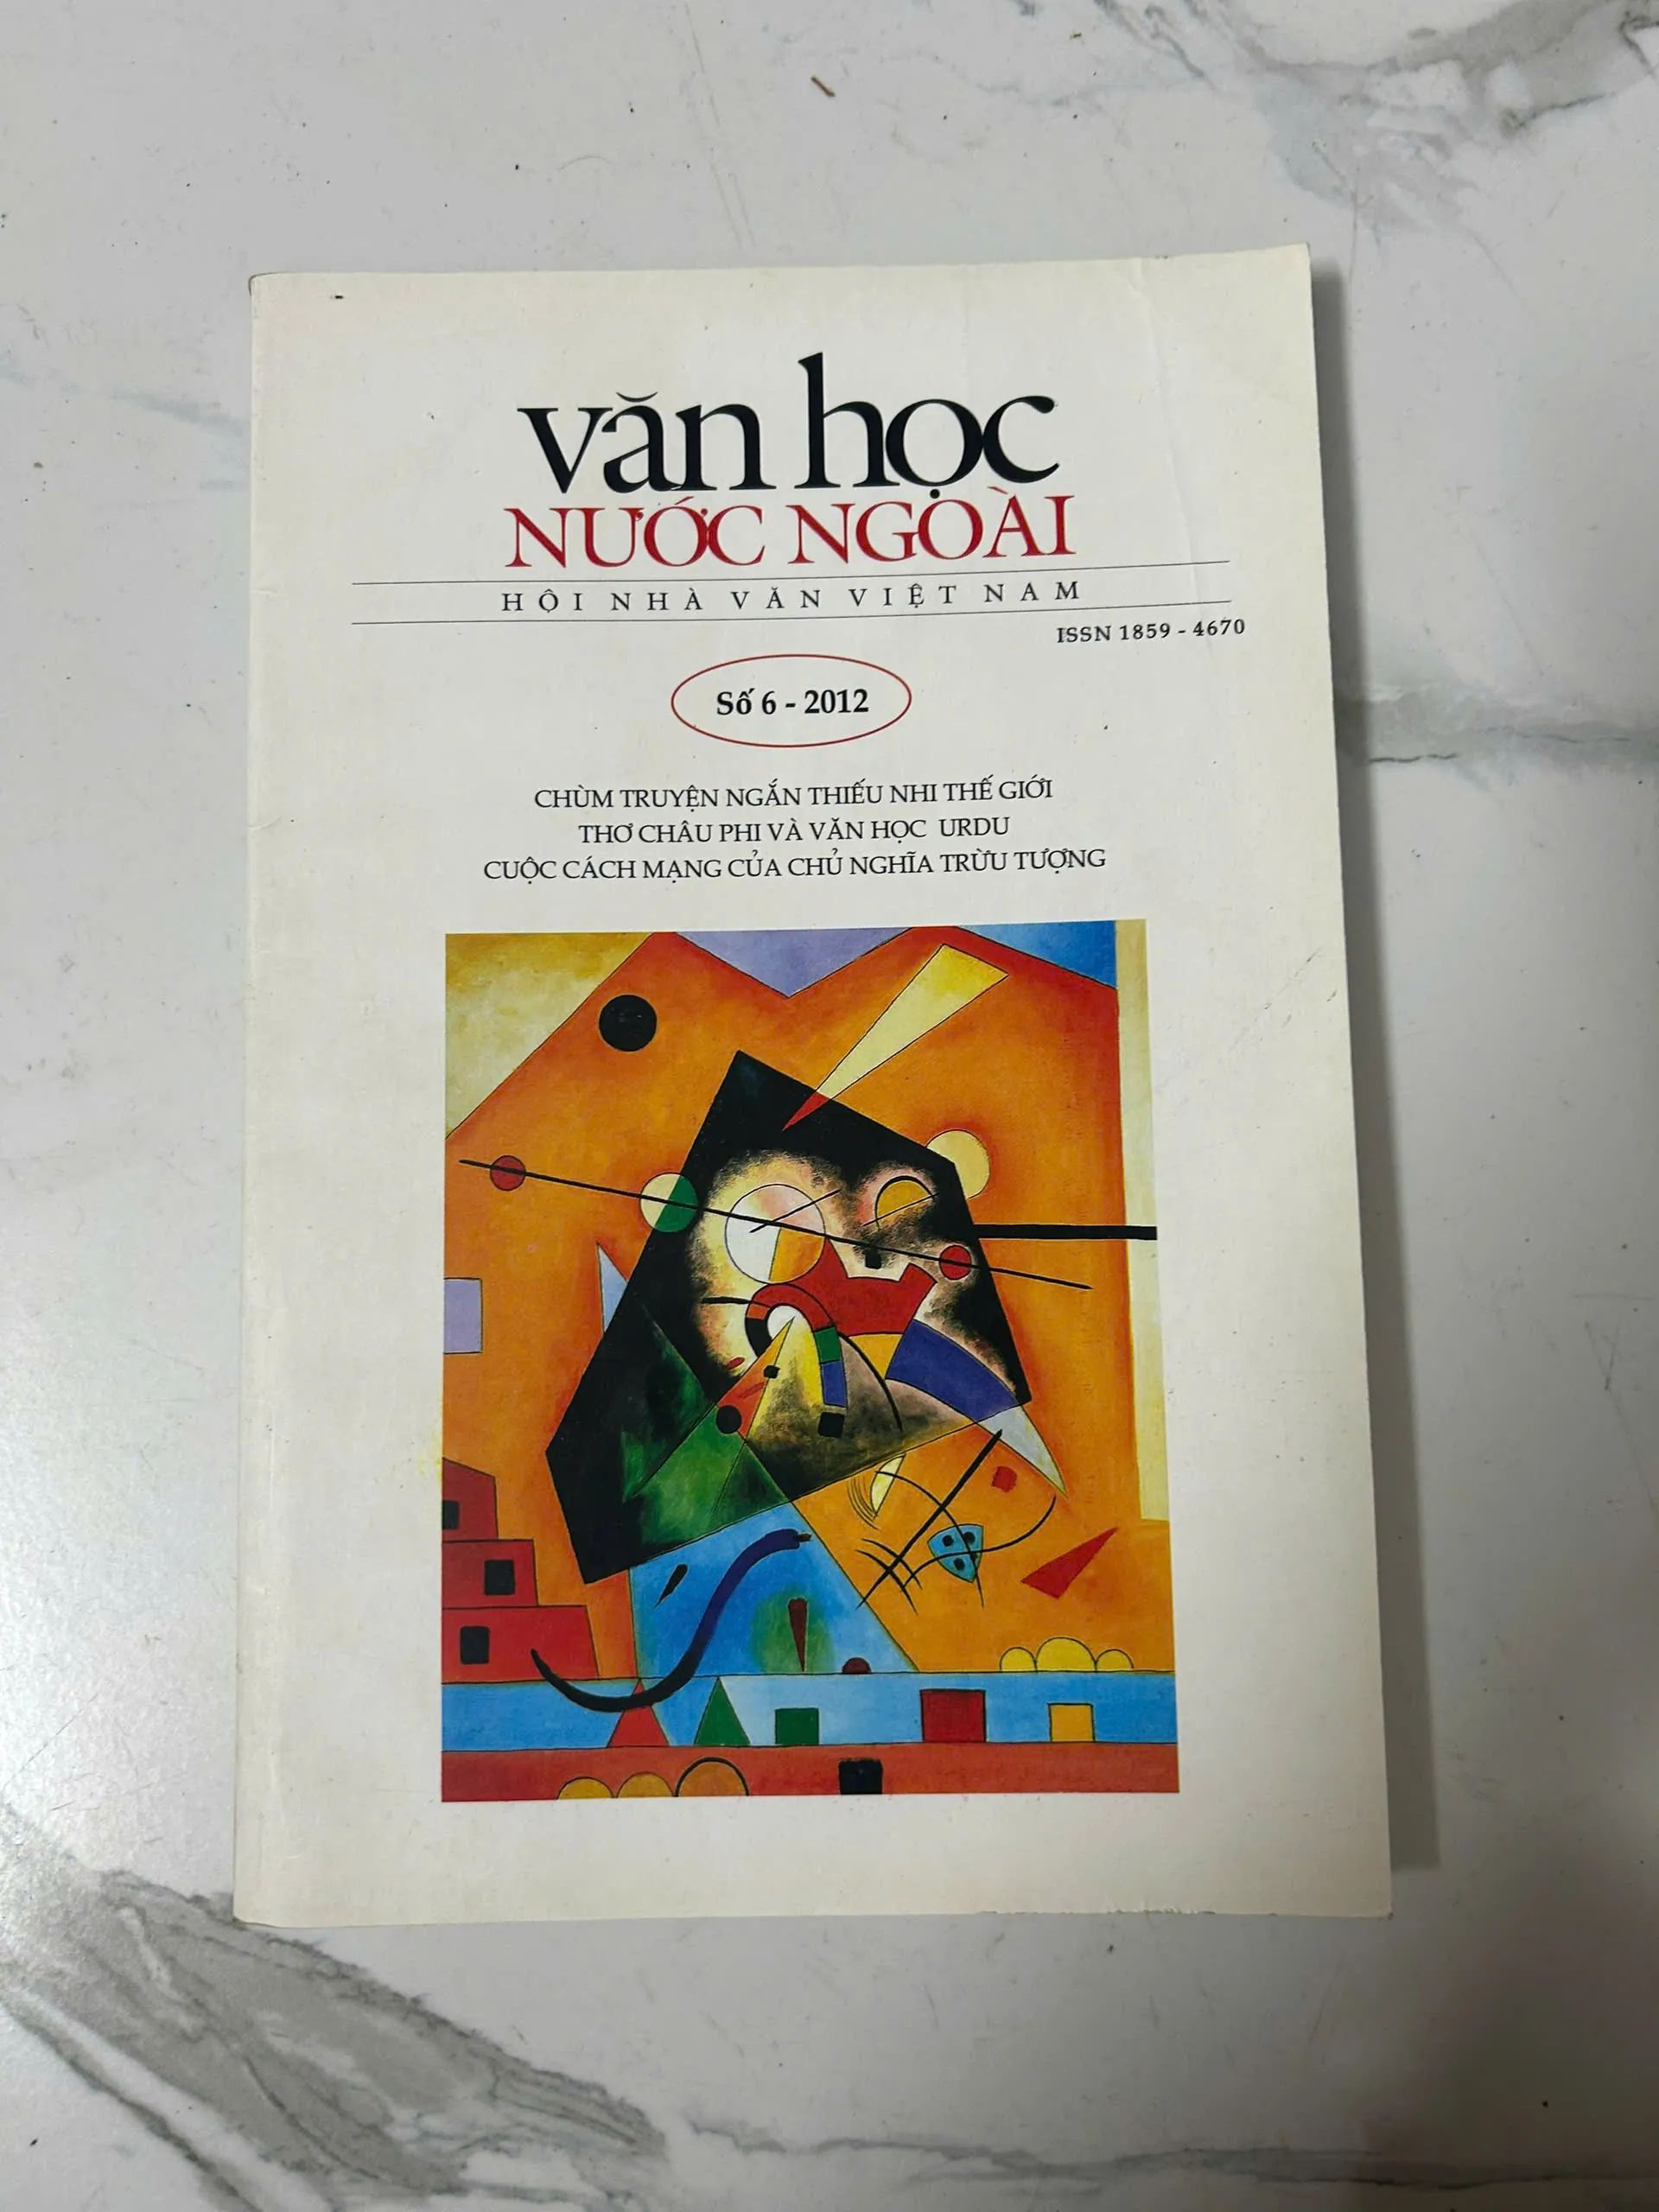 văn học
NƯỚC NGOÀI
HỘI NHÀ VĂN VIỆT NAM
ISSN 1859 - 4670
Số 6 - 2012
CHÙM TRUYỆN NGẮN THIẾU NHI THẾ GIỚI
THƠ CHÂU PHI VÀ VĂN HỌC URDU
CUỘC CÁCH MẠNG CỦA CHỦ NGHĨA TRỪU TƯỢNG